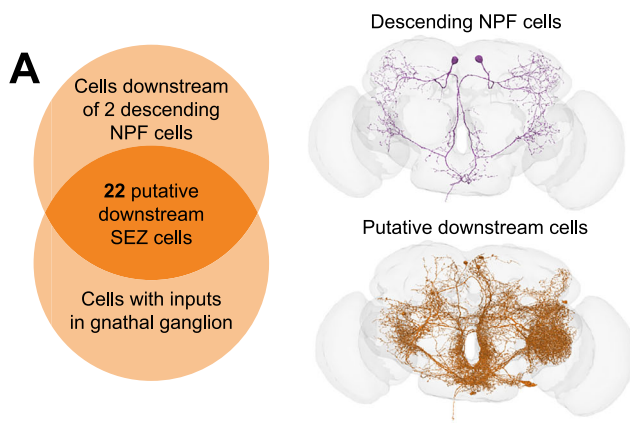 A
Cells downstream
of 2 descending
NPF cells
22 putative
downstream
SEZ cells
Cells with inputs
in gnathal ganglion
Descending NPF cells
Putative downstream cells